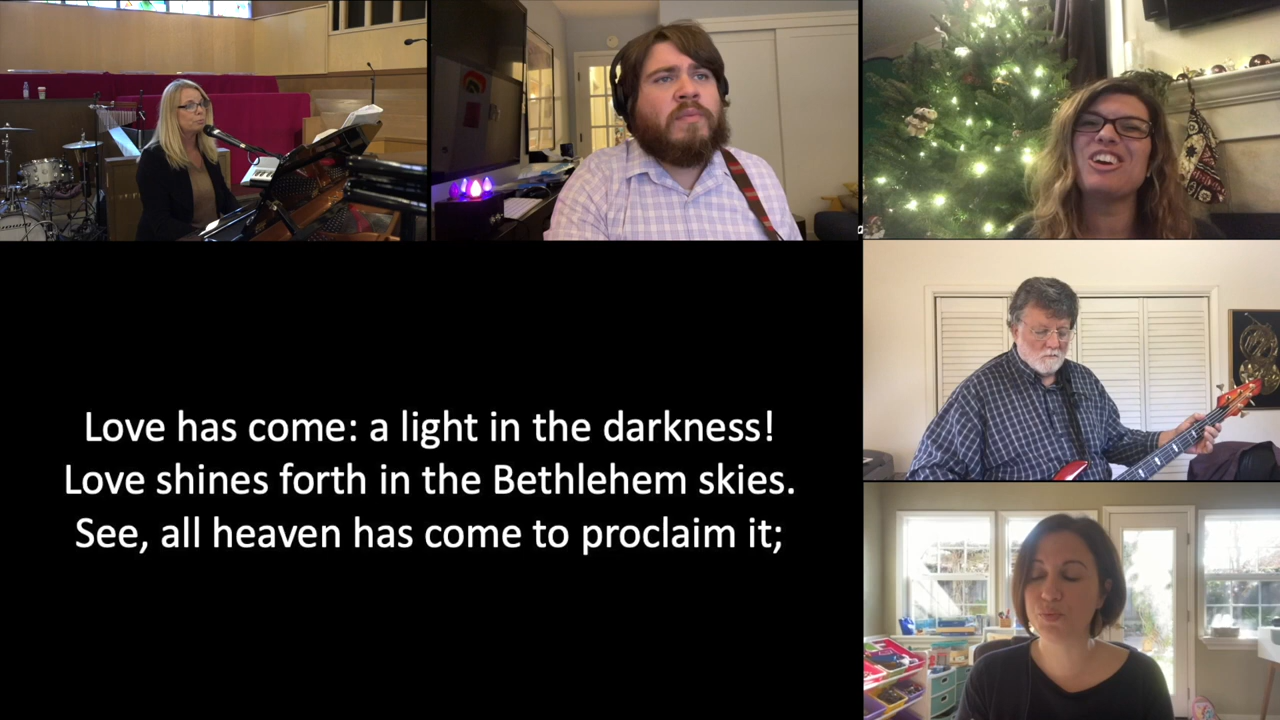 Love has come: a light in the darkness!
Love shines forth in the Bethlehem skies.
See, all heaven has come to proclaim it;